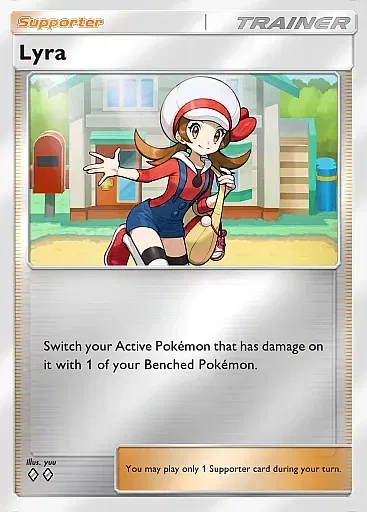 Supporter
TRAINER
Lyra
Switch your Active Pokémon that has damage on
it with 1 of your Benched Pokémon.
Illus. yuu
You may play only 1 Supporter card during your turn.